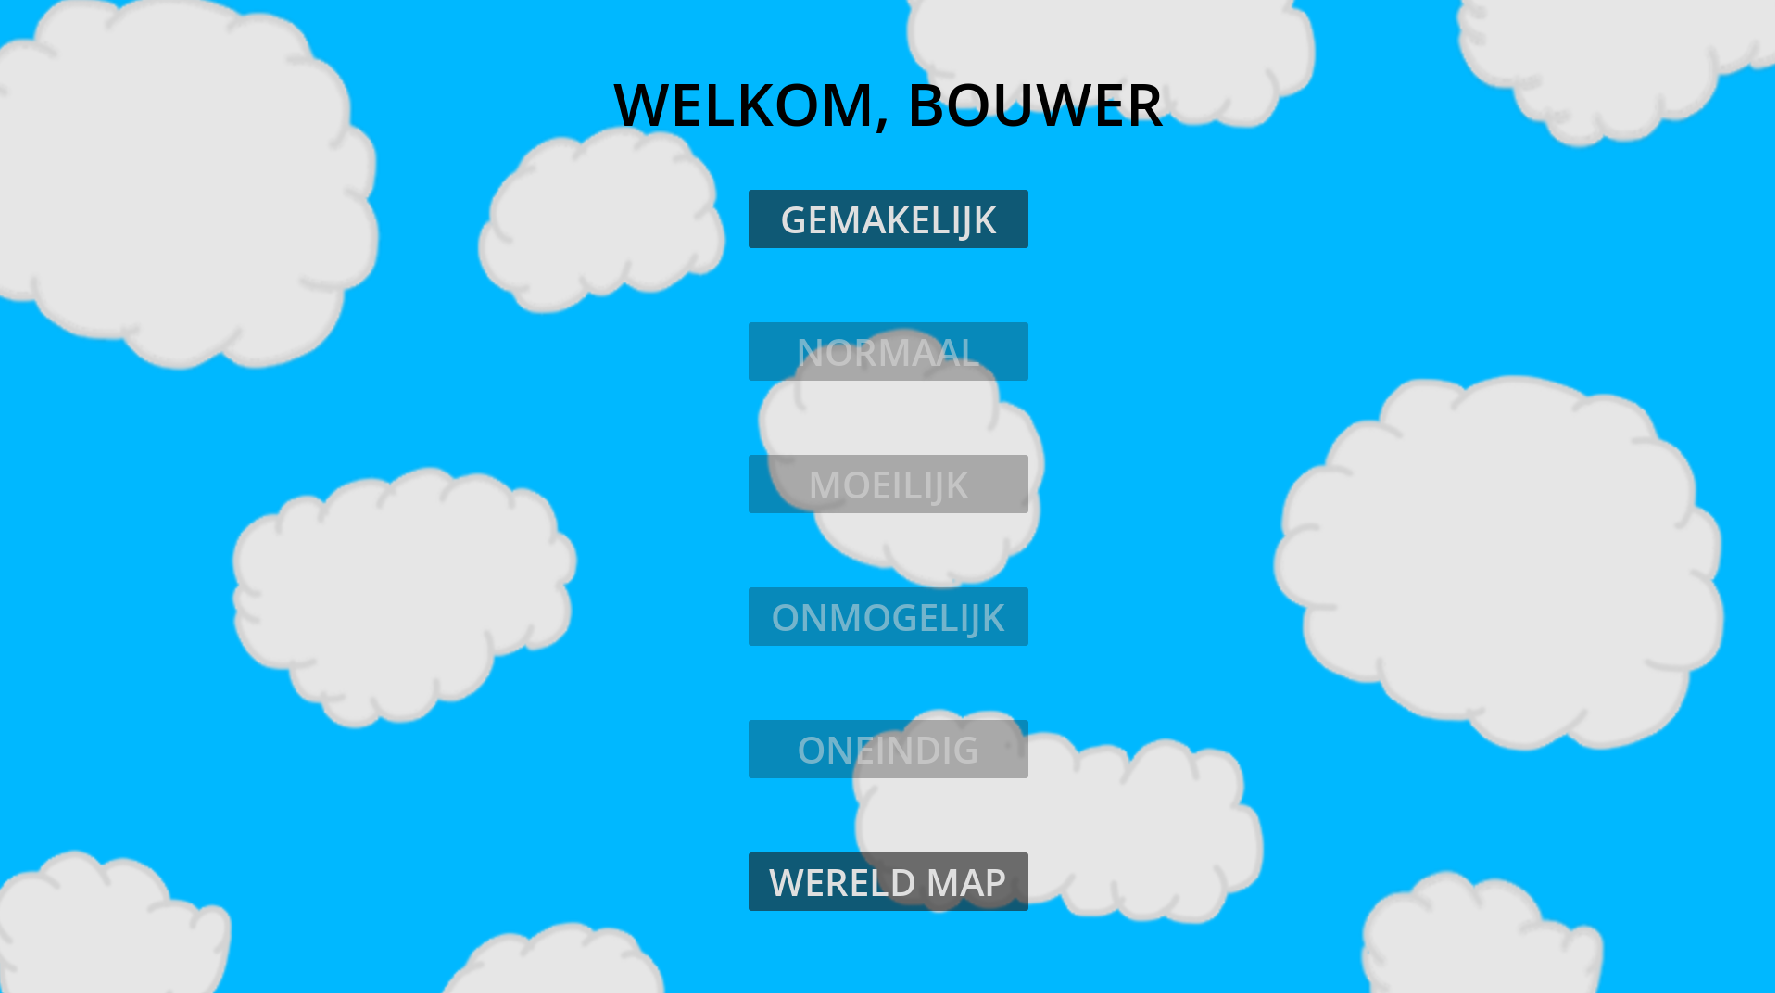 WELKOM, BOUWER
GEMAKELIJK
NORMAAL
MOEILIJK
ONMOGELIJK
ONEINDIG
WERELD MAP